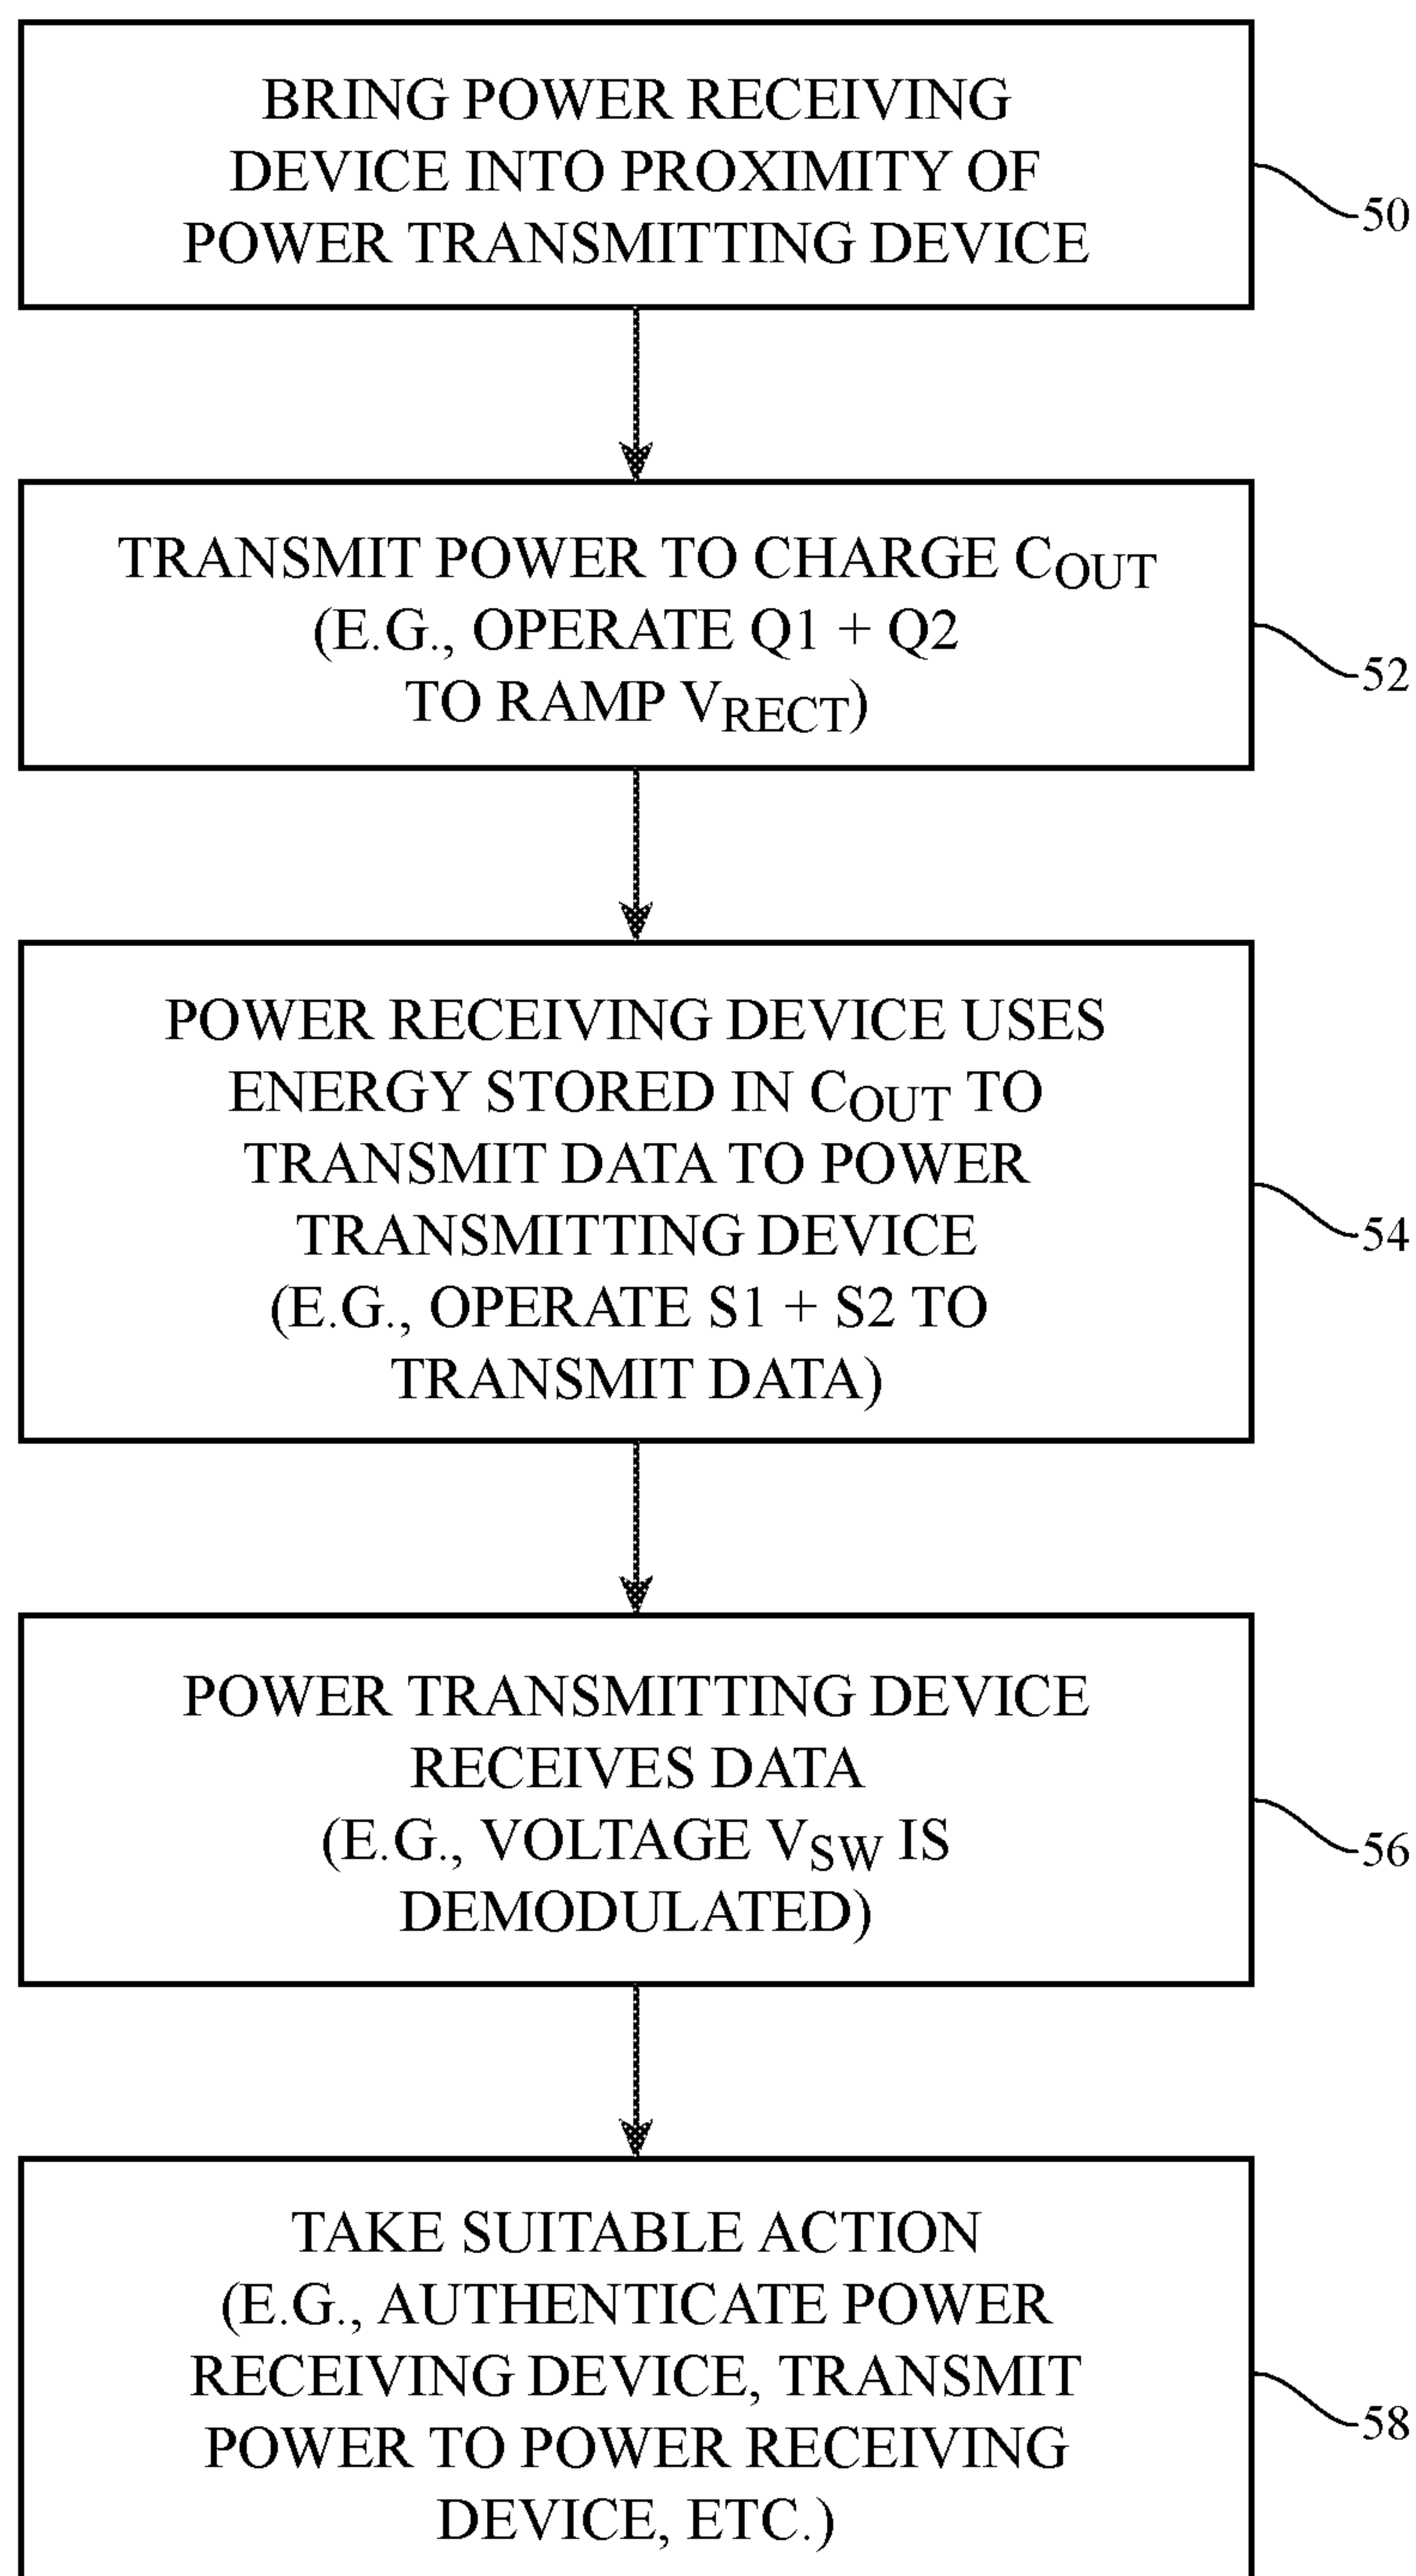 BRING POWER RECEIVING
DEVICE INTO PROXIMITY OF
POWER TRANSMITTING DEVICE
50
TRANSMIT POWER TO CHARGE COUT
(E.G., OPERATE Q1 + Q2
TO RAMP VRECT)
52
POWER RECEIVING DEVICE USES
ENERGY STORED IN COUT TO
TRANSMIT DATA TO POWER
TRANSMITTING DEVICE
(E.G., OPERATE S1 + S2 TO
TRANSMIT DATA)
54
POWER TRANSMITTING DEVICE
RECEIVES DATA
(E.G., VOLTAGE VSW IS
DEMODULATED)
56
TAKE SUITABLE ACTION
(E.G., AUTHENTICATE POWER
RECEIVING DEVICE, TRANSMIT
POWER TO POWER RECEIVING
DEVICE, ETC.)
58